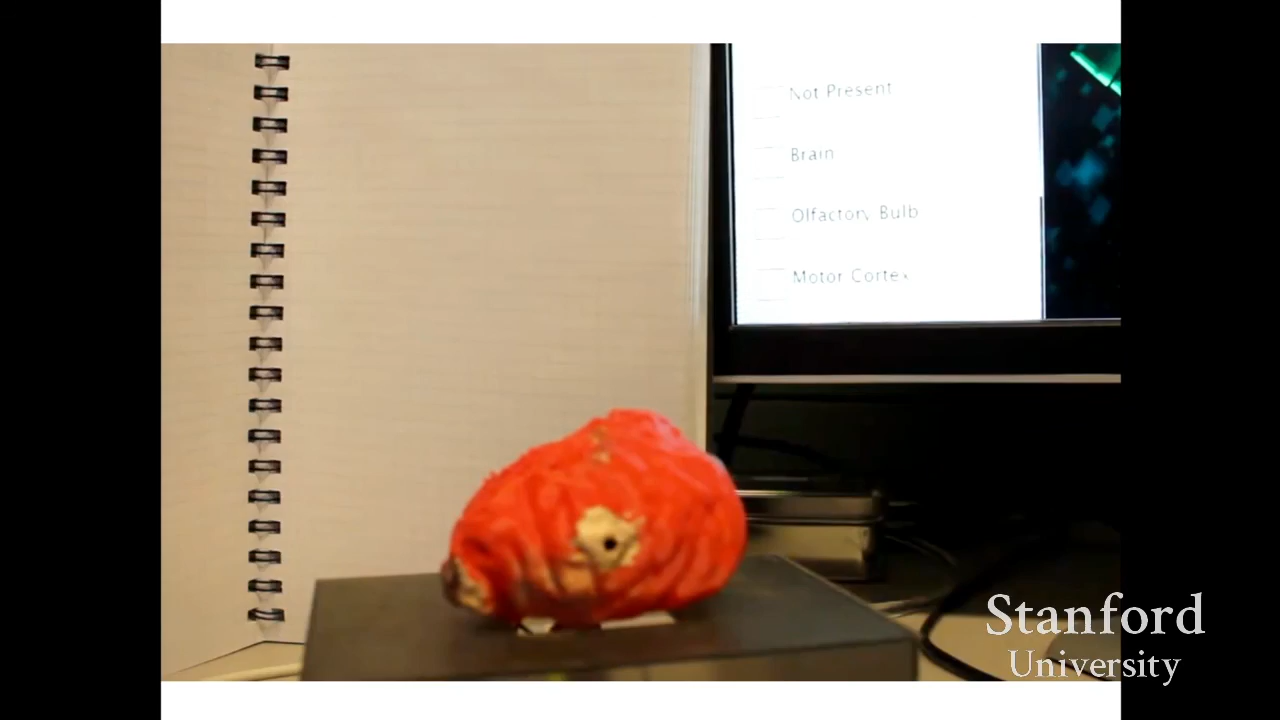 Not Present
Brain
Olfactory Bulb
Motor Cortex
Stanford
University